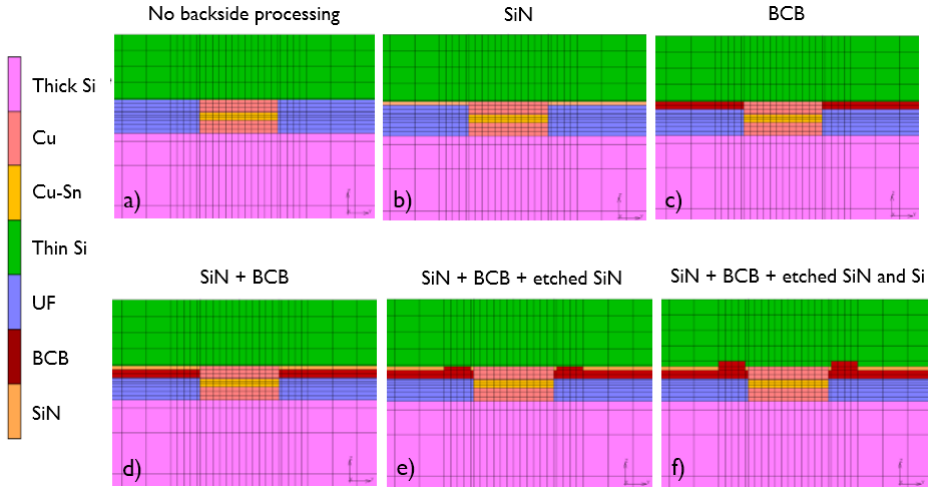 No backside processing
SiN
BCB
Thick Si
Cu
Cu-Sn
Thin Si
UF
BCB
SiN
a)
b)
c)
SiN + BCB
SiN + BCB + etched SiN
SiN + BCB + etched SiN and Si
d)
e)
f)